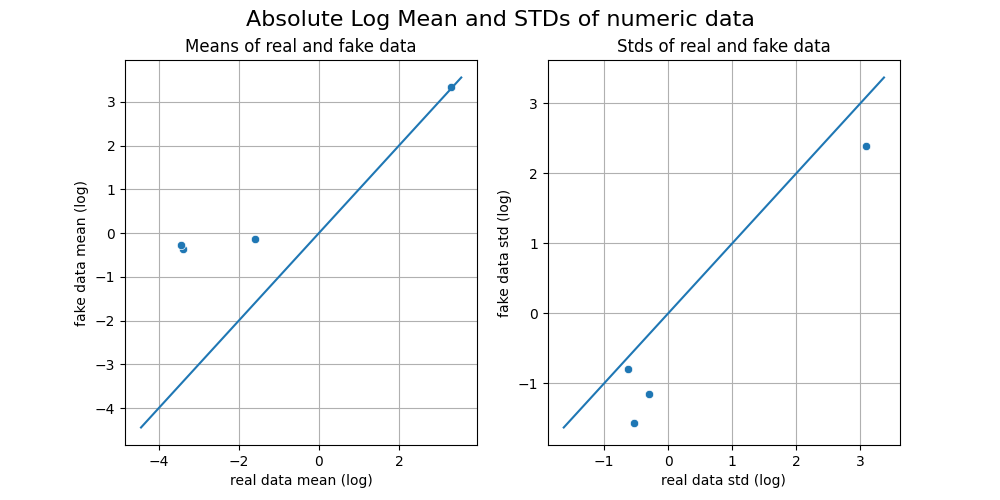 Absolute Log Mean and STDs of numeric data
Means of real and fake data
3
2
1
0
−1
−2
−3
−4
fake data mean (log)
−4 −2 0 2
real data mean (log)
Stds of real and fake data
3
2
1
0
−1
fake data std (log)
−1 0 1 2 3
real data std (log)